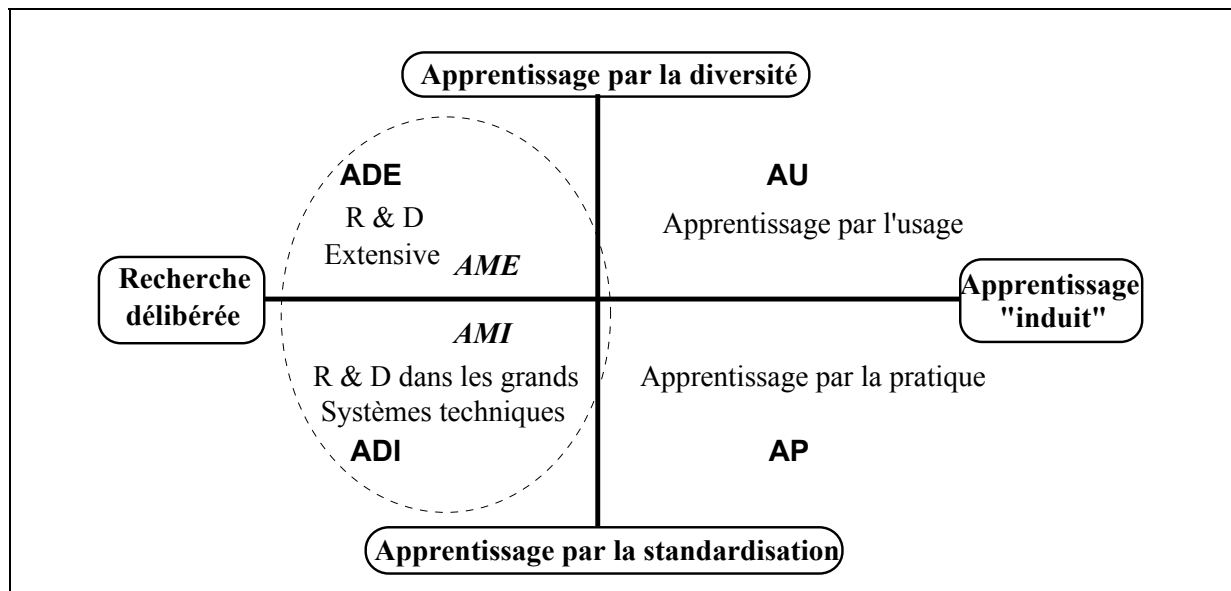 Apprentissage par la diversité
ADE
R & D
Extensive
AME
AU
Apprentissage par l'usage
Recherche
délibérée
Apprentissage
"induit"
AMI
R & D dans les grands
Systèmes techniques
ADI
Apprentissage par la pratique
AP
Apprentissage par la standardisation